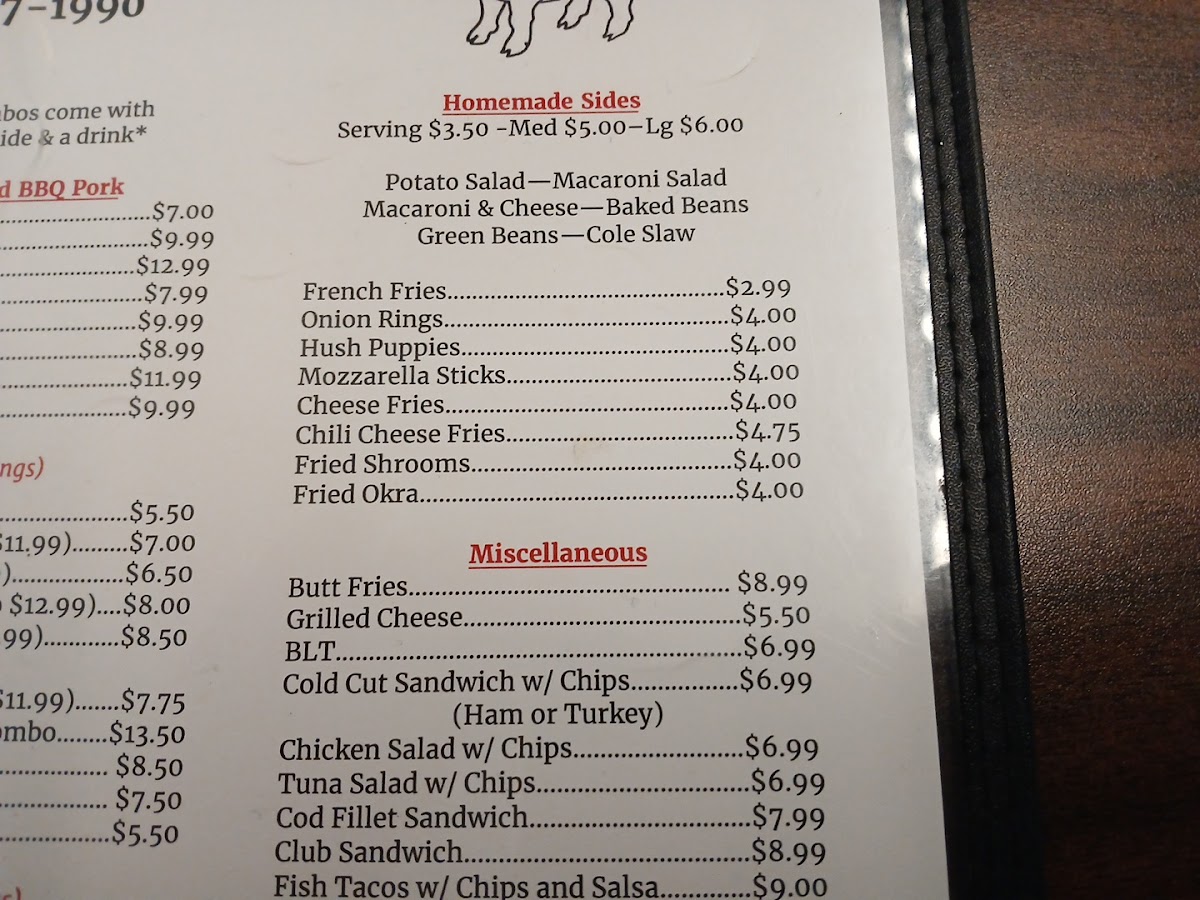 7-1990
bos come with
ide & a drink*
d BBQ Pork
$7.00
$9.99
$12.99
$7.99
$9.99
$8.99
$11.99
$9.99
ngs)
$5.50
$11.99).........$7.00
)..................$6.50
$12.99)....$8.00
99)............$8.50
$11.99).......$7.75
mbo........$13.50
$8.50
$7.50
$5.50
Homemade Sides
Serving $3.50 -Med $5.00–Lg $6.00
Potato Salad—Macaroni Salad
Macaroni & Cheese—Baked Beans
Green Beans—Cole Slaw
French Fries..........................................$2.99
Onion Rings...........................................$4.00
Hush Puppies........................................$4.00
Mozzarella Sticks..................................$4.00
Cheese Fries...........................................$4.00
Chili Cheese Fries..................................$4.75
Fried Shrooms.......................................$4.00
Fried Okra..............................................$4.00
Miscellaneous
Butt Fries............................................... $8.99
Grilled Cheese.........................................$5.50
BLT...........................................................$6.99
Cold Cut Sandwich w/ Chips................$6.99
(Ham or Turkey)
Chicken Salad w/ Chips.........................$6.99
Tuna Salad w/ Chips...............................$6.99
Cod Fillet Sandwich................................$7.99
Club Sandwich.........................................$8.99
Fish Tacos w/ Chips and Salsa.............$9.00